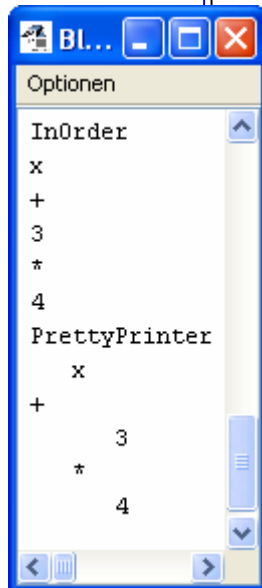 Bl...
Optionen
InOrder
x
+
3
*
4
PrettyPrinter
x
+
3
*
4